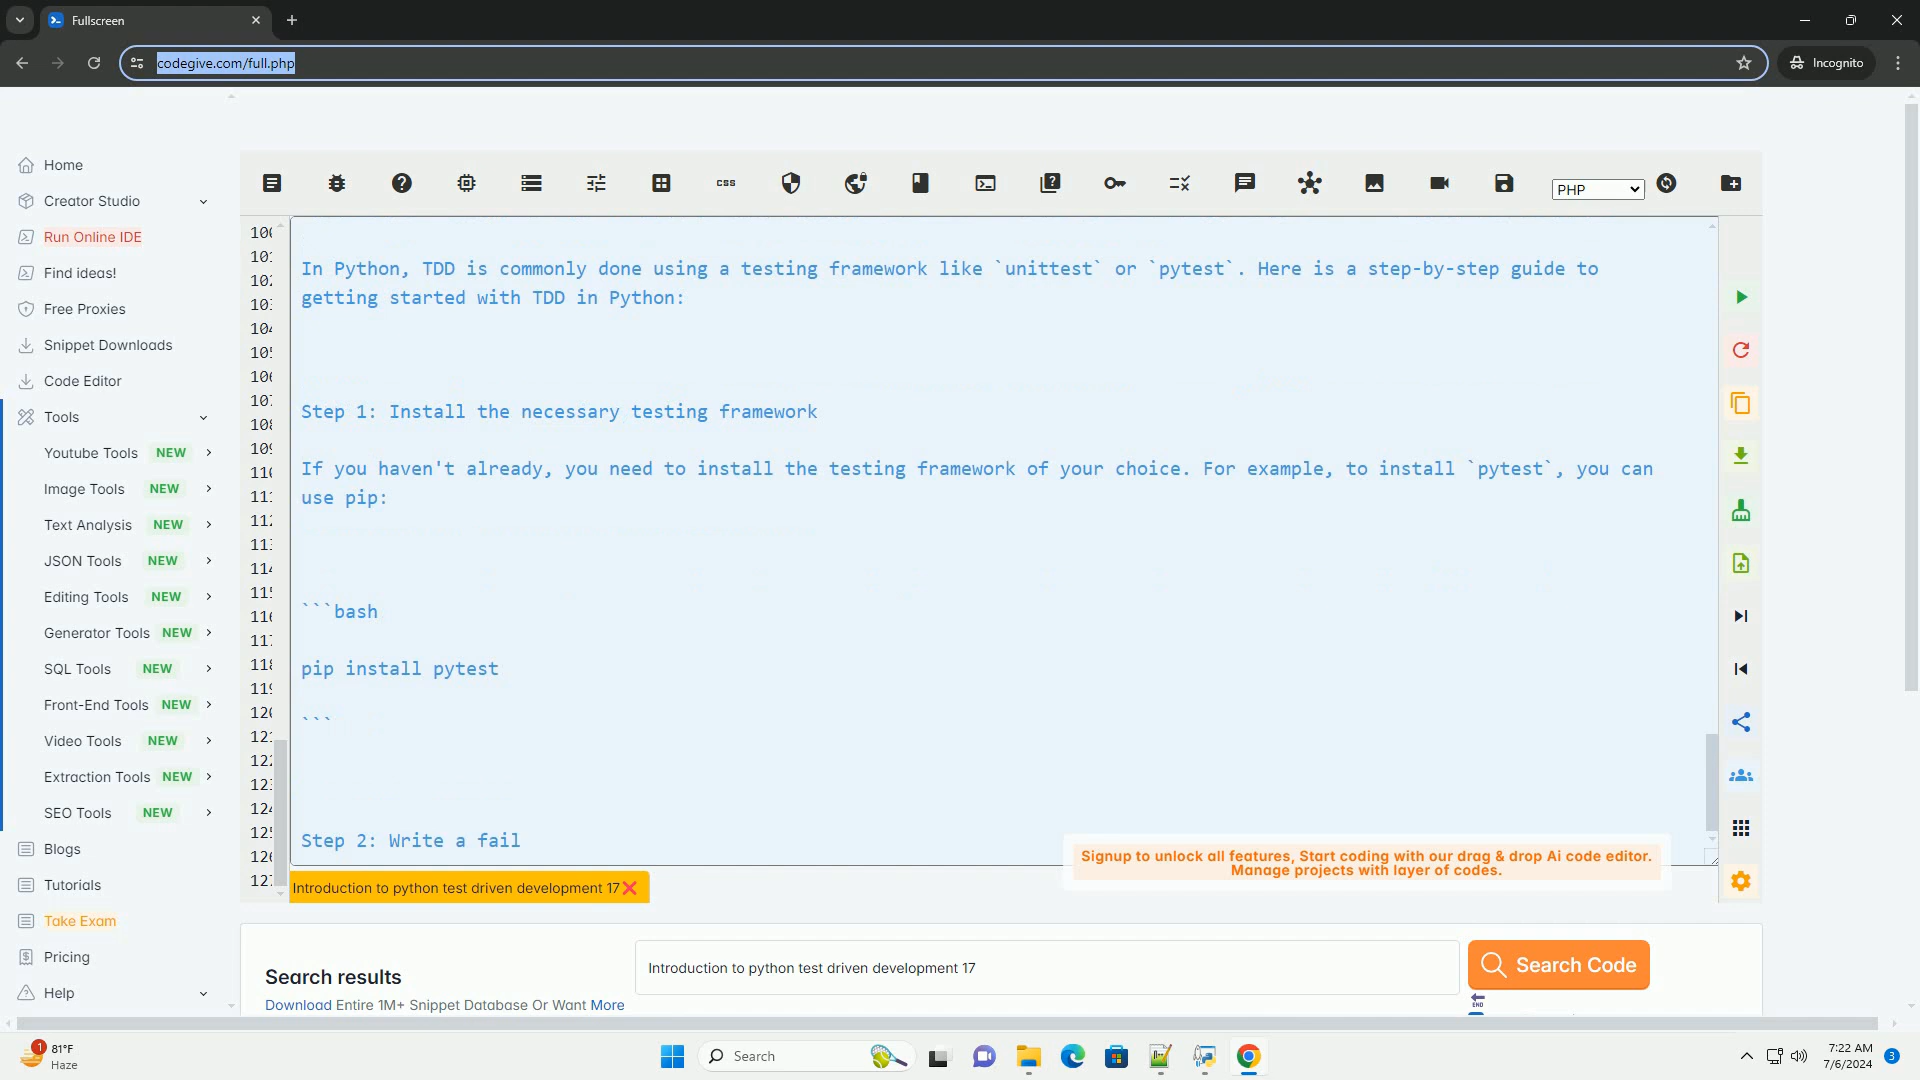 Fullscreen
codegive.com/full.php
Incognito
Home
Creator Studio
Run Online IDE
Find ideas!
Free Proxies
Snippet Downloads
Code Editor
Tools
Youtube Tools NEW
Image Tools NEW
Text Analysis NEW
JSON Tools NEW
Editing Tools NEW
Generator Tools NEW
SQL Tools NEW
Front-End Tools NEW
Video Tools NEW
Extraction Tools NEW
SEO Tools NEW
Blogs
Tutorials
Take Exam
Pricing
Help
css
PHP
In Python, TDD is commonly done using a testing framework like `unittest` or `pytest`. Here is a step-by-step guide to
getting started with TDD in Python:
Step 1: Install the necessary testing framework
If you haven't already, you need to install the testing framework of your choice. For example, to install `pytest`, you can
use pip:
```bash
pip install pytest
```
Step 2: Write a fail
Signup to unlock all features, Start coding with our drag & drop Ai code editor.
Manage projects with layer of codes.
Introduction to python test driven development 17
Search results
Download Entire 1M+ Snippet Database Or Want More
Introduction to python test driven development 17
Search Code
END
1
81°F
Haze
Search
7:22 AM
7/6/2024
3